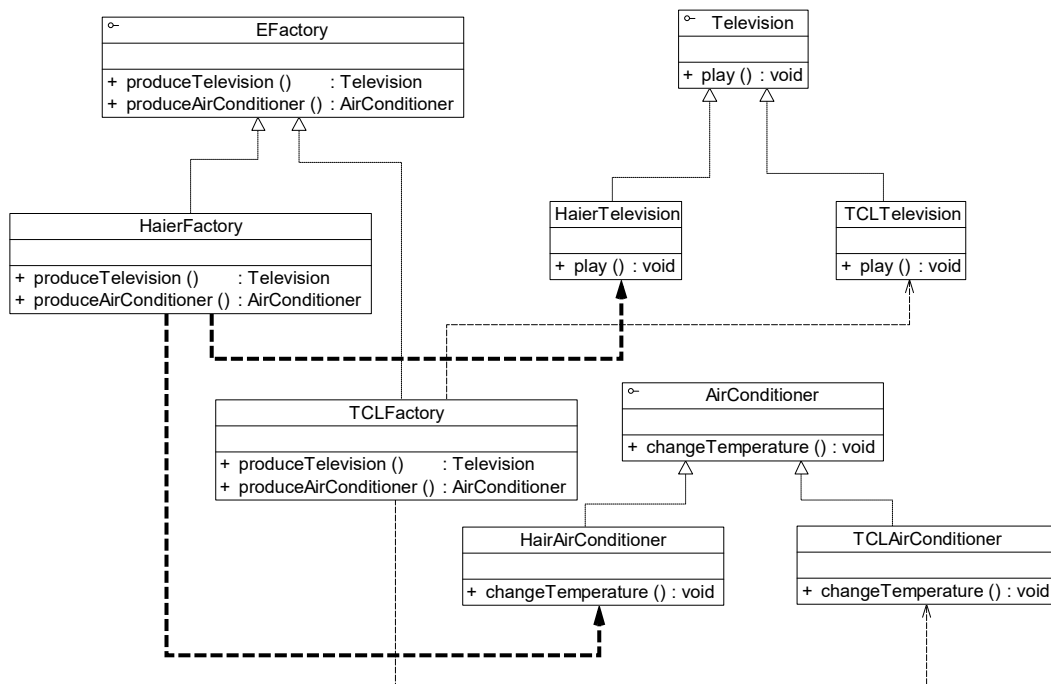 EFactory
+ produceTelevision () : Television
+ produceAirConditioner () : AirConditioner
Television
+ play () : void
HaierFactory
+ produceTelevision () : Television
+ produceAirConditioner () : AirConditioner
HaierTelevision
+ play () : void
TCLTelevision
+ play () : void
TCLFactory
+ produceTelevision () : Television
+ produceAirConditioner () : AirConditioner
AirConditioner
+ changeTemperature () : void
HairAirConditioner
+ changeTemperature () : void
TCLAirConditioner
+ changeTemperature () : void